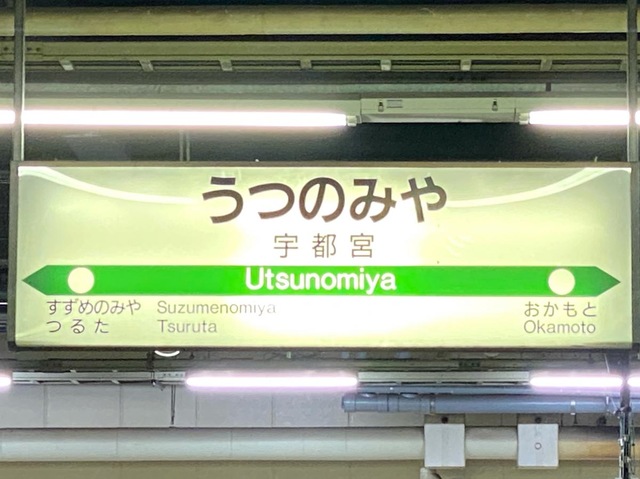 うつのみや
宇都宮
Utsunomiya
すずめのみや Suzumenomiya
つるた Tsuruta
おかもと
Okamoto